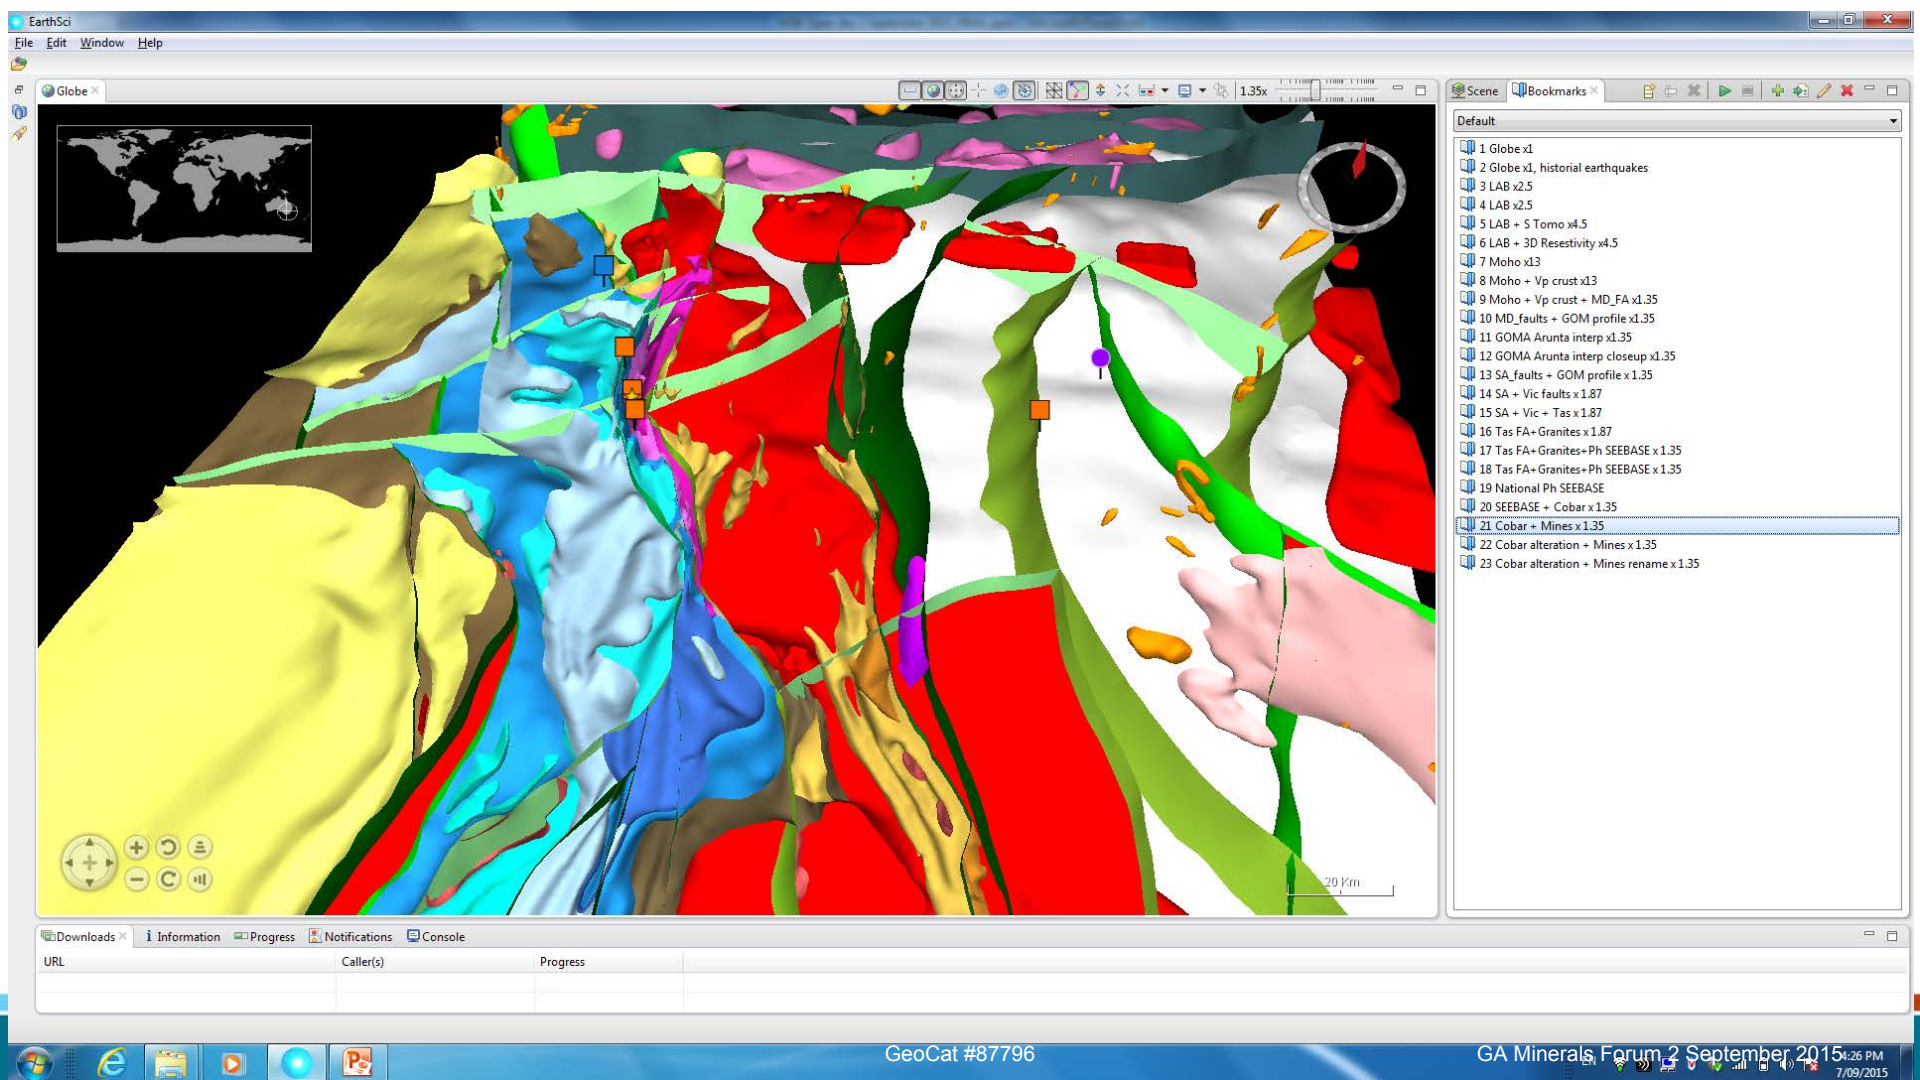 EarthSci
File Edit Window Help
Globe
1.35x
Scene Bookmarks
Default
1 Globe x1
2 Globe x1, historial earthquakes
3 LAB x2.5
4 LAB x2.5
5 LAB + S Tomo x4.5
6 LAB + 3D Resestivity x4.5
7 Moho x13
8 Moho + Vp crust x13
9 Moho + Vp crust + MD_FA x1.35
10 MD_faults + GOM profile x1.35
11 GOMA Arunta interp x1.35
12 GOMA Arunta interp closeup x1.35
13 SA_faults + GOM profile x 1.35
14 SA + Vic faults x 1.87
15 SA + Vic + Tas x 1.87
16 Tas FA+Granites x 1.87
17 Tas FA+Granites+Ph SEEBASE x 1.35
18 Tas FA+Granites+Ph SEEBASE x 1.35
19 National Ph SEEBASE
20 SEEBASE + Cobar x 1.35
21 Cobar + Mines x 1.35
22 Cobar alteration + Mines x 1.35
23 Cobar alteration + Mines rename x 1.35
20 Km
Downloads Information Progress Notifications Console
URL Caller(s) Progress
GeoCat #87796
GA Minerals Forum 2 September 2015
EN
4:26 PM
7/09/2015